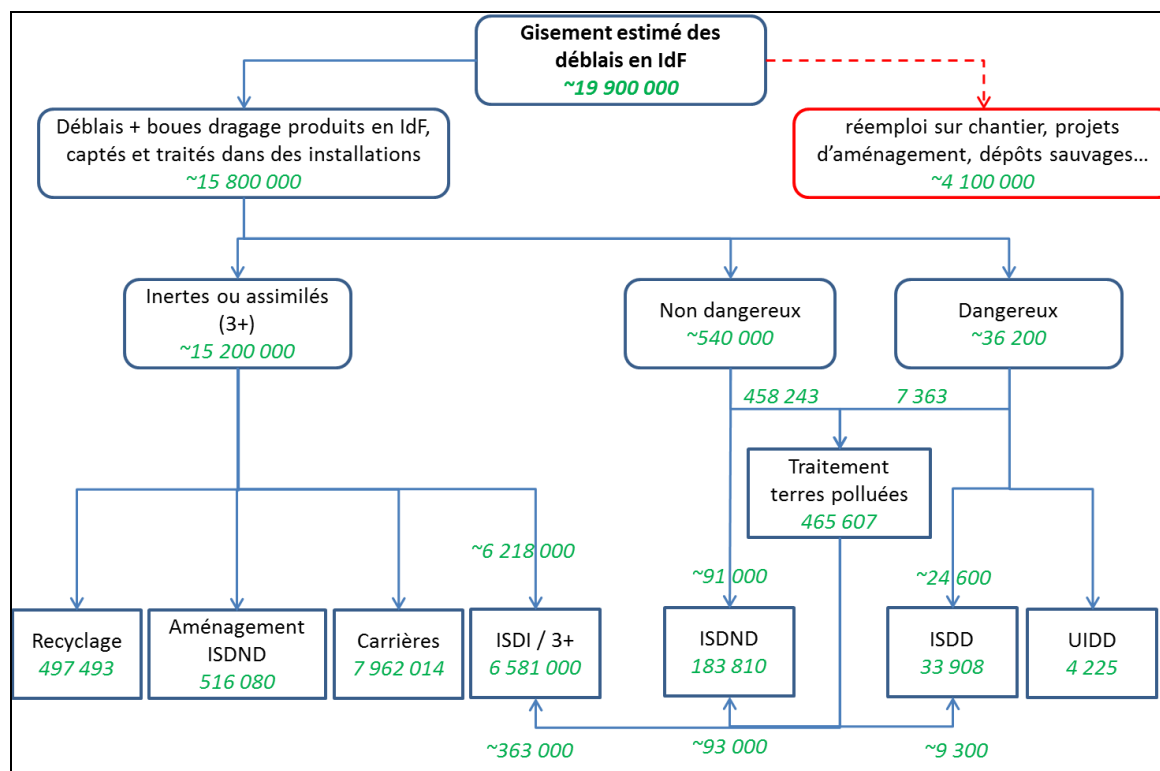 Gisement estimé des
déblais en IdF
~19 900 000
Déblais + boues dragage produits en IdF,
captés et traités dans des installations
~15 800 000
réemploi sur chantier, projets
d’aménagement, dépôts sauvages…
~4 100 000
Inertes ou assimilés
(3+)
~15 200 000
Non dangereux
~540 000
Dangereux
~36 200
458 243
7 363
Traitement
terres polluées
465 607
~6 218 000
~91 000
~24 600
Recyclage
497 493
Aménagement
ISDND
516 080
Carrières
7 962 014
ISDI / 3+
6 581 000
ISDND
183 810
ISDD
33 908
UIDD
4 225
~363 000
~93 000
~9 300